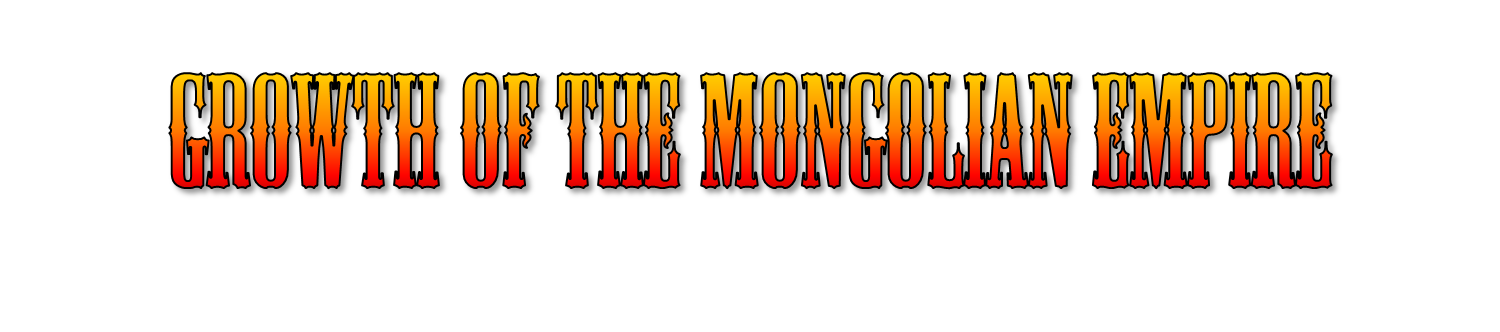 GROWTH OF THE MONGOLIAN EMPIRE